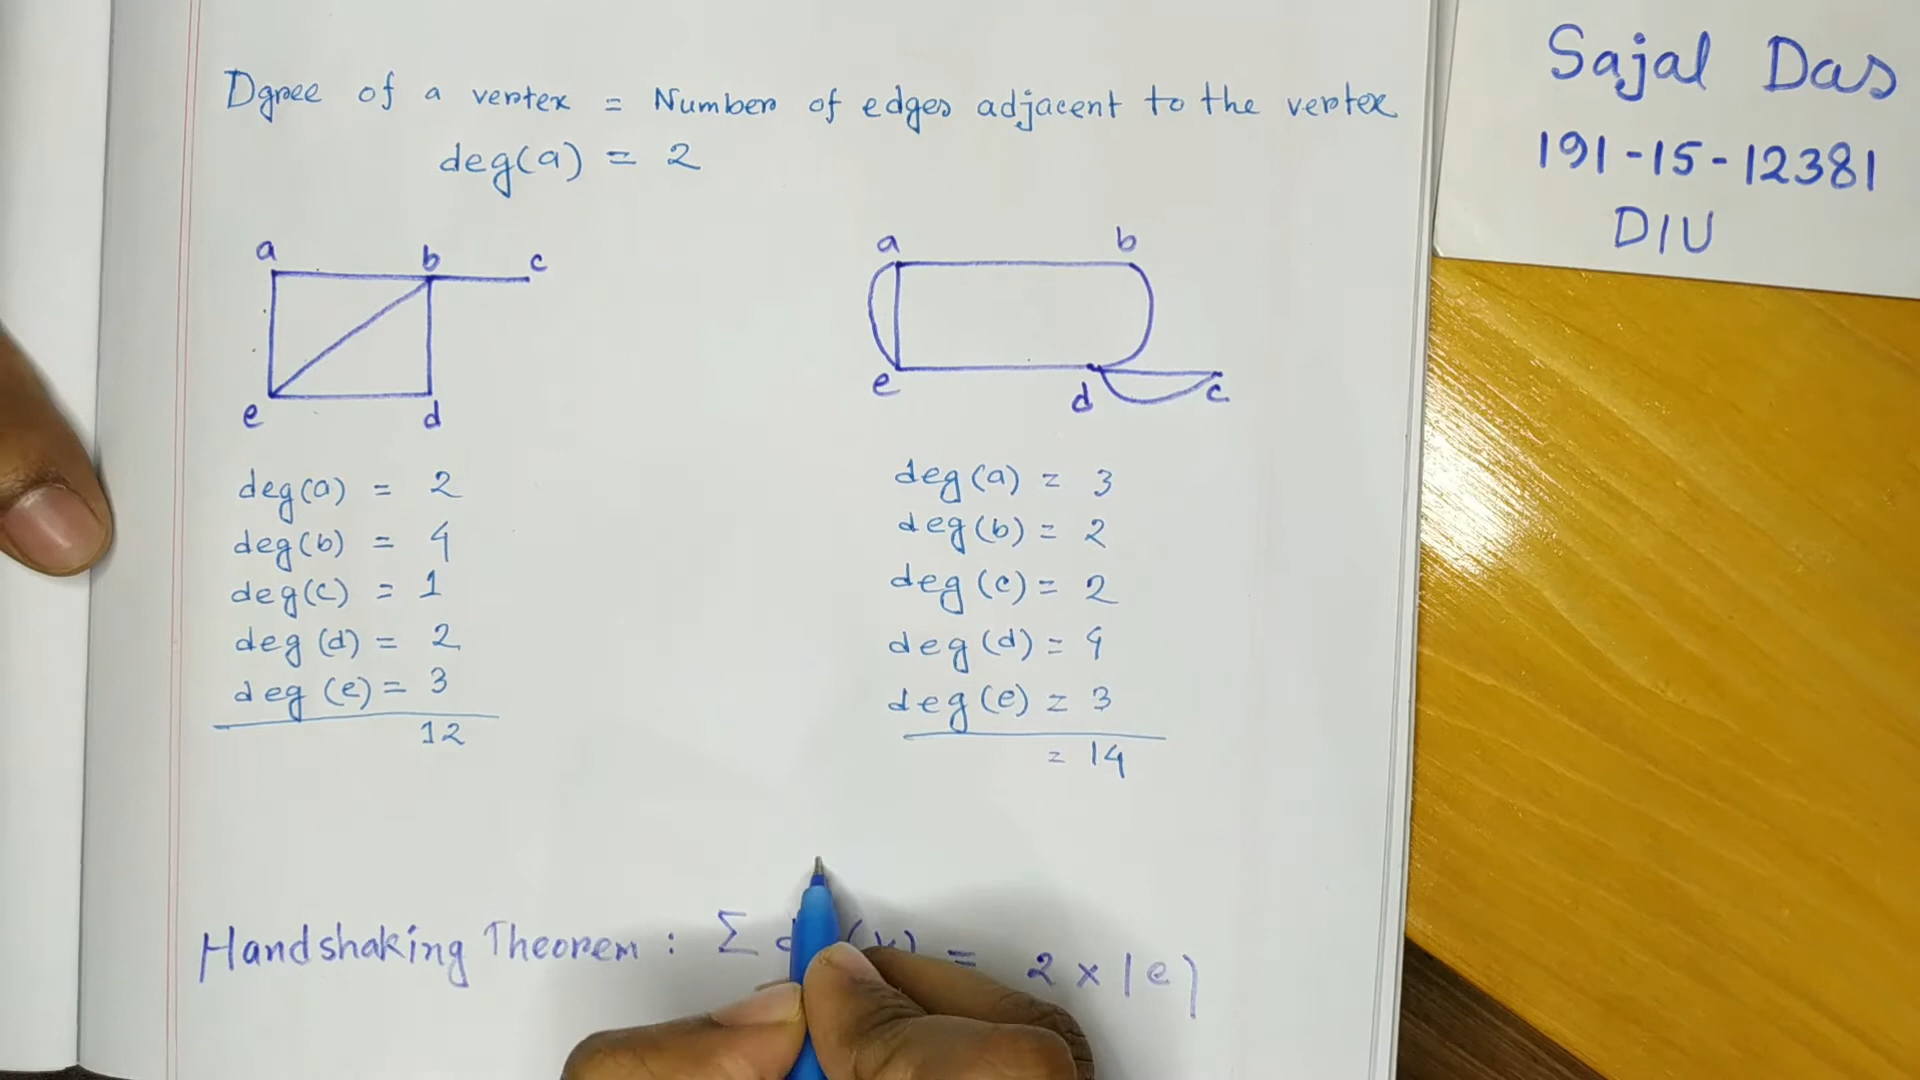 Dgree of a vertex = Number of edges adjacent to the vertex
deg(a) = 2
a b c
e d
deg(a) = 2
deg(b) = 4
deg(c) = 1
deg(d) = 2
deg(e) = 3
12
a b
e d c
deg(a) = 3
deg(b) = 2
deg(c) = 2
deg(d) = 4
deg(e) = 3
= 14
Handshaking Theorem : Σ (v) = 2 × |e|
Sajal Das
191-15-12381
DIU